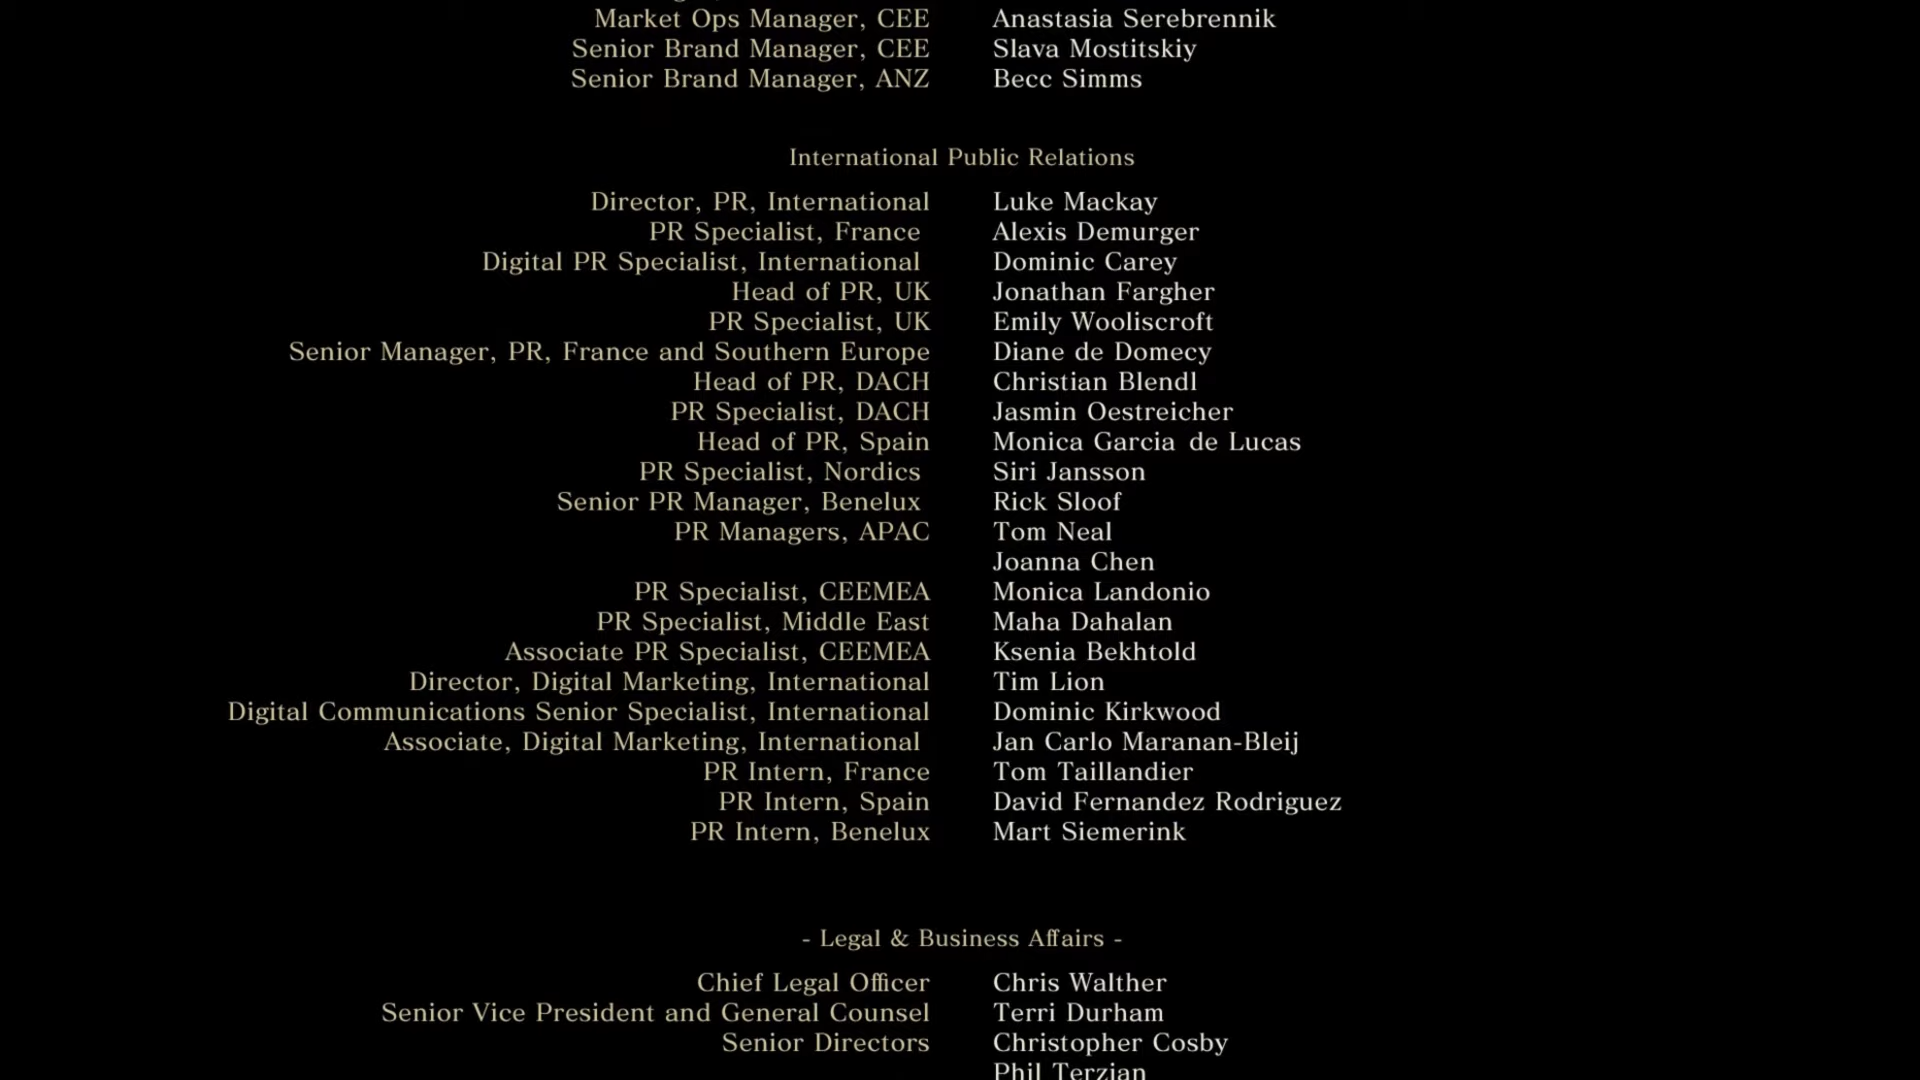 Market Ops Manager, CEE Anastasia Serebrennik
Senior Brand Manager, CEE Slava Mostitskiy
Senior Brand Manager, ANZ Becc Simms
International Public Relations
Director, PR, International Luke Mackay
PR Specialist, France Alexis Demurger
Digital PR Specialist, International Dominic Carey
Head of PR, UK Jonathan Fargher
PR Specialist, UK Emily Wooliscroft
Senior Manager, PR, France and Southern Europe Diane de Domecy
Head of PR, DACH Christian Blendl
PR Specialist, DACH Jasmin Oestreicher
Head of PR, Spain Monica Garcia de Lucas
PR Specialist, Nordics Siri Jansson
Senior PR Manager, Benelux Rick Sloof
PR Managers, APAC Tom Neal
Joanna Chen
PR Specialist, CEEMEA Monica Landonio
PR Specialist, Middle East Maha Dahalan
Associate PR Specialist, CEEMEA Ksenia Bekhtold
Director, Digital Marketing, International Tim Lion
Digital Communications Senior Specialist, International Dominic Kirkwood
Associate, Digital Marketing, International Jan Carlo Maranan-Bleij
PR Intern, France Tom Taillandier
PR Intern, Spain David Fernandez Rodriguez
PR Intern, Benelux Mart Siemerink
- Legal & Business Affairs -
Chief Legal Officer Chris Walther
Senior Vice President and General Counsel Terri Durham
Senior Directors Christopher Cosby
Phil Terzian